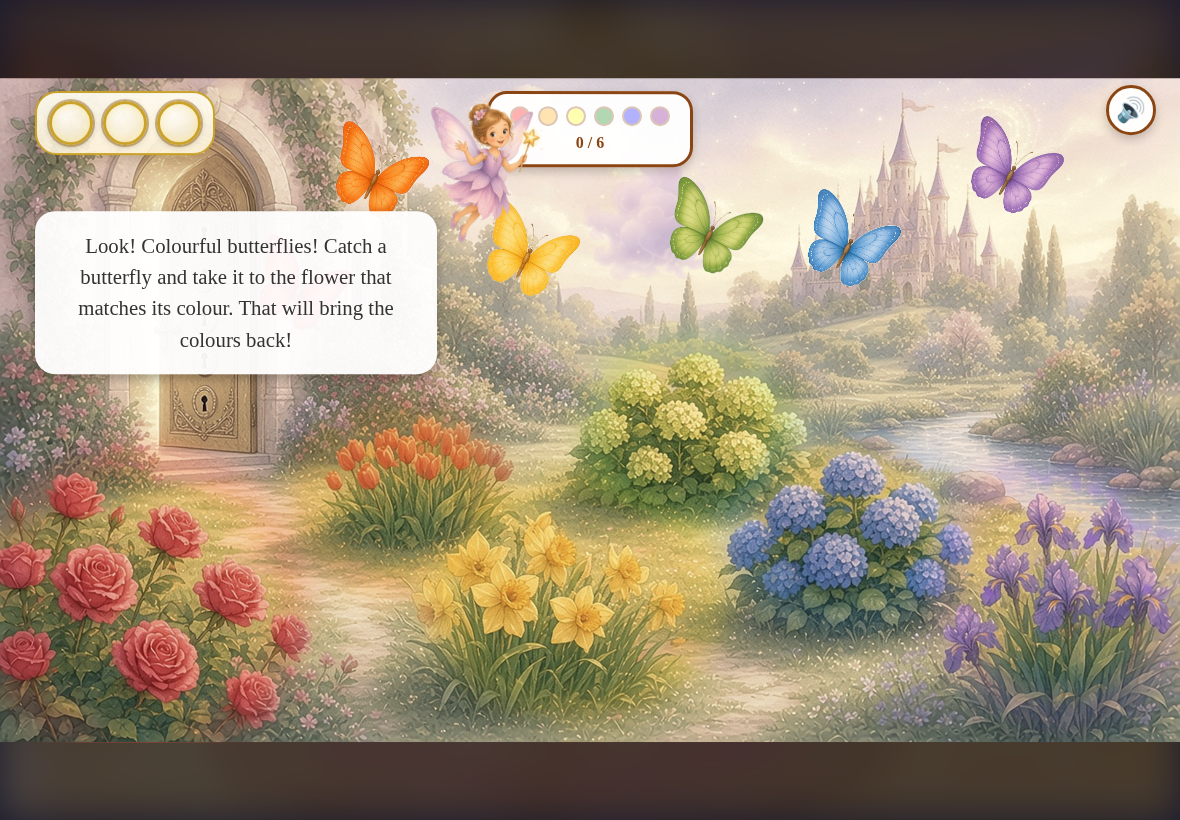 0 / 6
Look! Colourful butterflies! Catch a
butterfly and take it to the flower that
matches its colour. That will bring the
colours back!